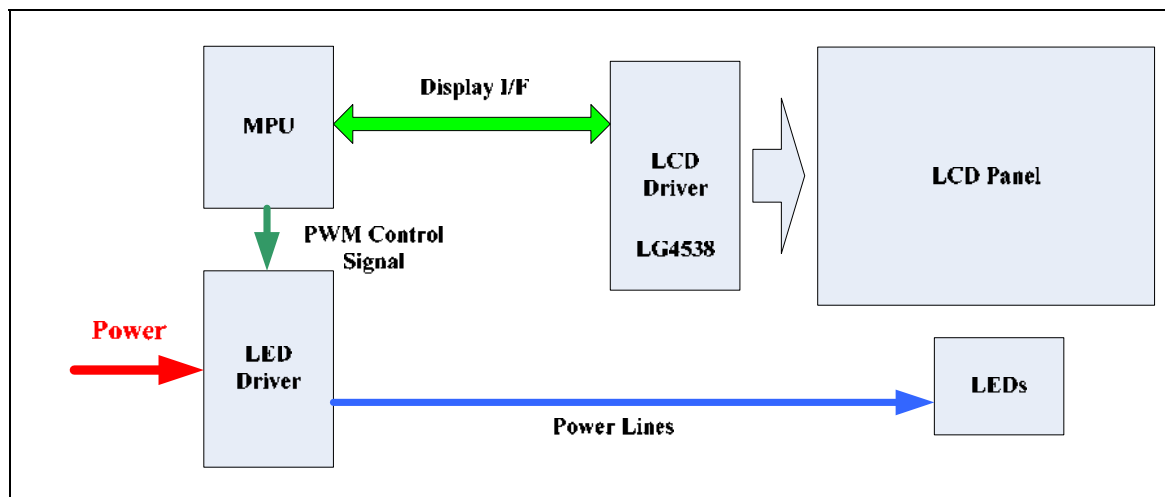 Display I/F
MPU
LCD
Driver
LG4538
LCD Panel
PWM Control
Signal
Power
LED
Driver
LEDs
Power Lines